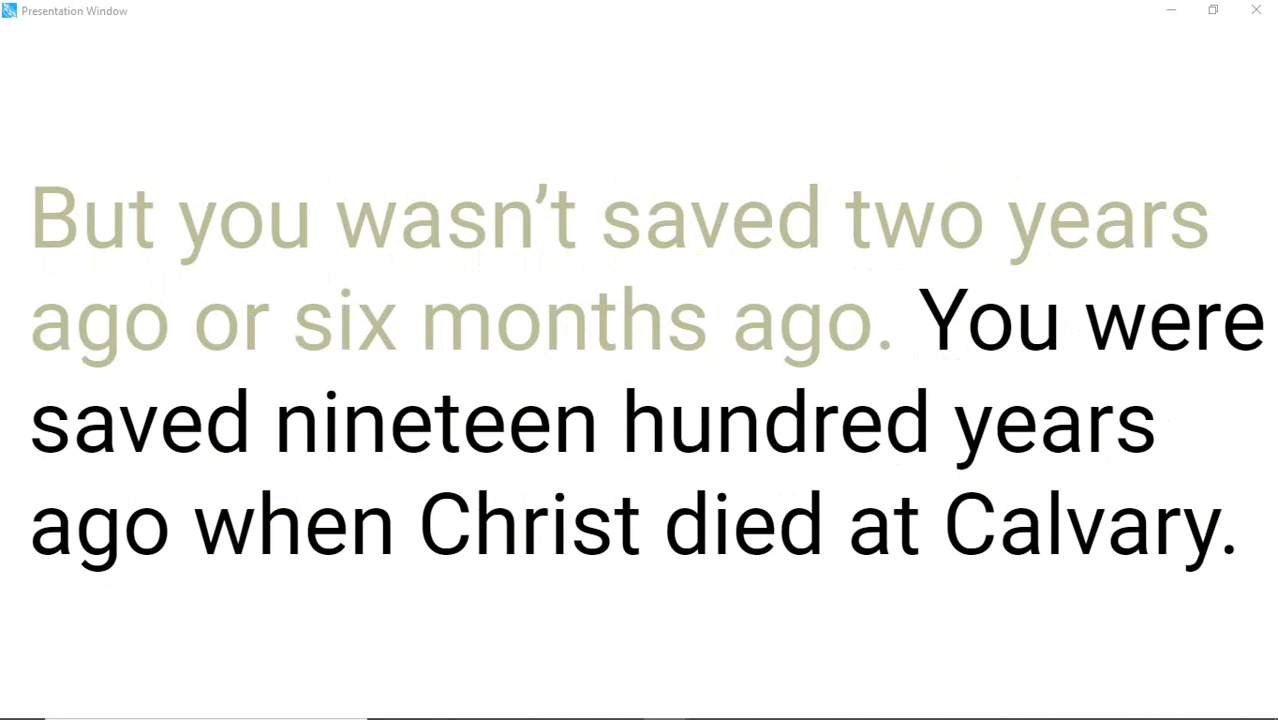 Presentation Window
But you wasn’t saved two years
ago or six months ago. You were
saved nineteen hundred years
ago when Christ died at Calvary.